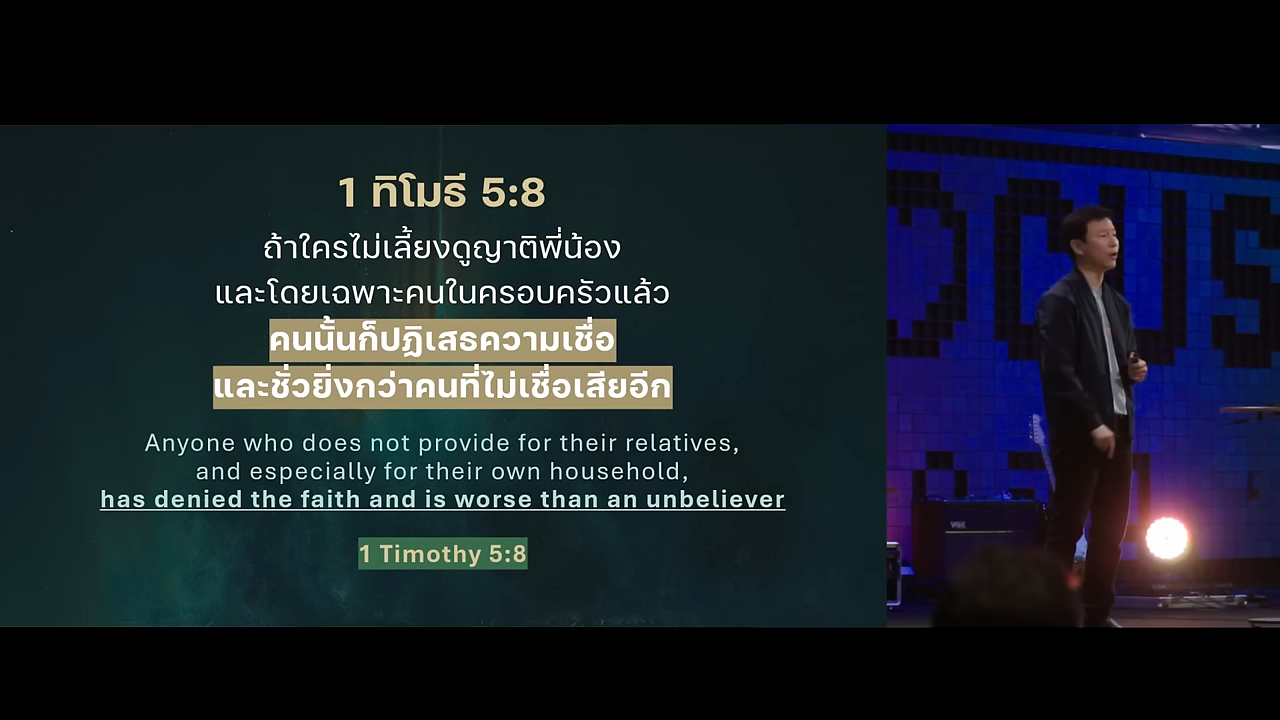 1 ทิโมธี 5:8
ถ้าใครไม่เลี้ยงดูญาติพี่น้อง
และโดยเฉพาะคนในครอบครัวแล้ว
คนนั้นก็ปฏิเสธความเชื่อ
และชั่วยิ่งกว่าคนที่ไม่เชื่อเสียอีก
Anyone who does not provide for their relatives,
and especially for their own household,
has denied the faith and is worse than an unbeliever
1 Timothy 5:8
VOX